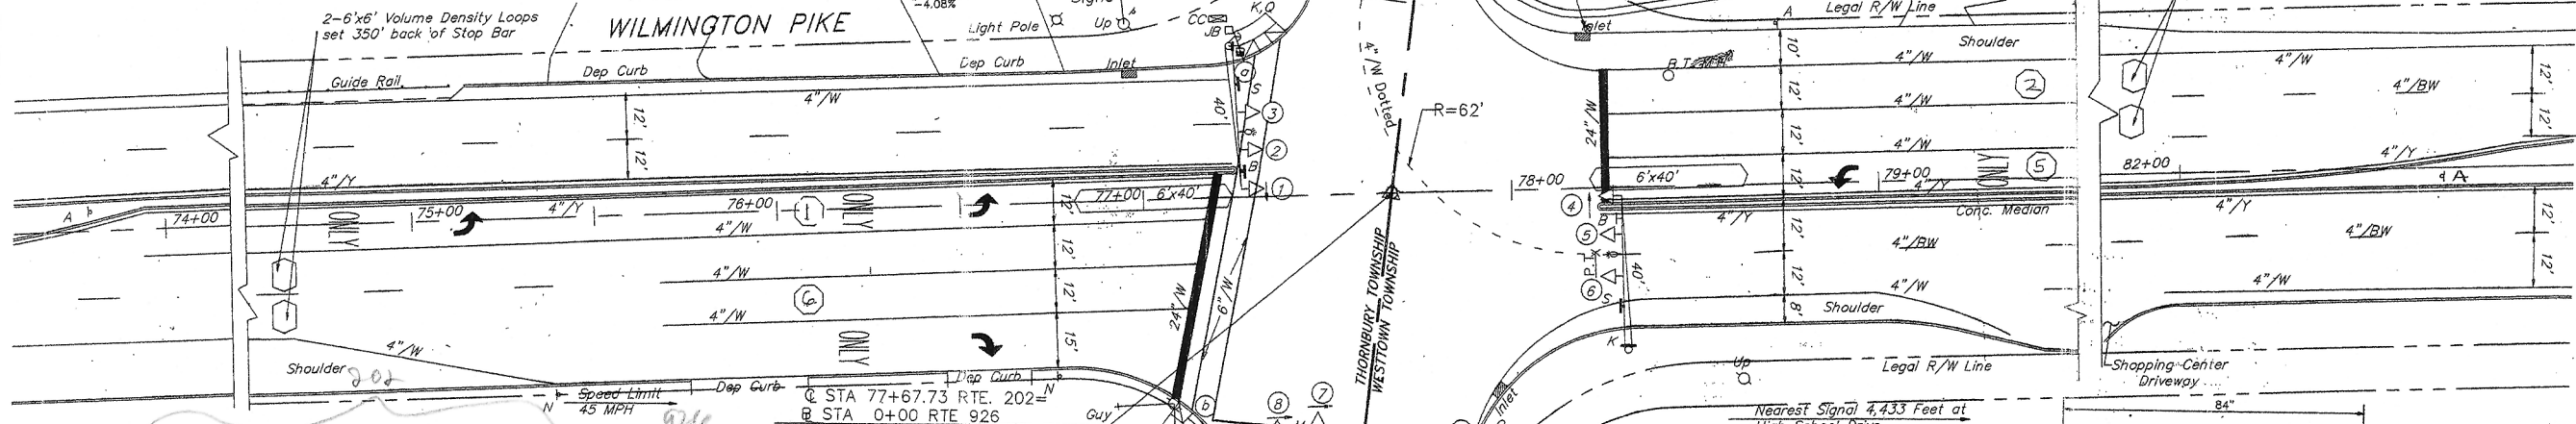 2-6'x6' Volume Density Loops
set 350' back of Stop Bar
WILMINGTON PIKE
-4.08%
Light Pole
Up
CC
JB
K,Q
Inlet
A
Legal R/W Line
Shoulder
Guide Rail
Dep Curb
Dep Curb
Inlet
a
S
4"/W Dotted
R=62'
B.T.
10'
4"/W
2
4"/W
12'
4"/BW
12'
4"/W
12'
12'
40'
3
2
B
1
24"/W
12'
4"/W
12'
4"/W
12'
ONLY
5
82+00
4"/Y
A
4"/Y
A
74+00
ONLY
75+00
4"/Y
76+00
1
ONLY
12'
77+00
6'x40'
78+00
6'x40'
79+00
4"/Y
4
B
4"/Y
Conc. Median
4"/Y
4"/W
12'
5
12'
4"/BW
4"/BW
12'
12'
4"/W
6
12'
24"/W
6"/W
P.T.
6
40'
S
12'
4"/W
4"/W
4"/W
ONLY
15'
8'
Shoulder
4"/W
Shoulder
202
K
THORNBURY TOWNSHIP
WESTTOWN TOWNSHIP
Up
Legal R/W Line
Shopping Center
Driveway
N
Speed Limit
45 MPH
Dep Curb
Dep Curb
N
℄ STA 77+67.73 RTE. 202=
B STA 0+00 RTE 926
Guy
b
8
7
Inlet
Nearest Signal 4,433 Feet at
84"